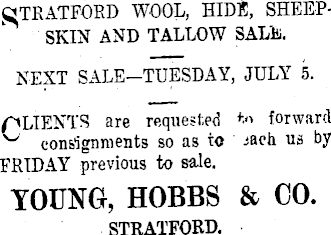 STRATFORD WOOL, HIDE, SHEEP-
SKIN AND TALLOW SALE.
NEXT SALE—TUESDAY, JULY 5.
CLIENTS are requested to forward
consignments so as to each us by
FRIDAY previous to sale.
YOUNG, HOBBS & CO.
STRATFORD.